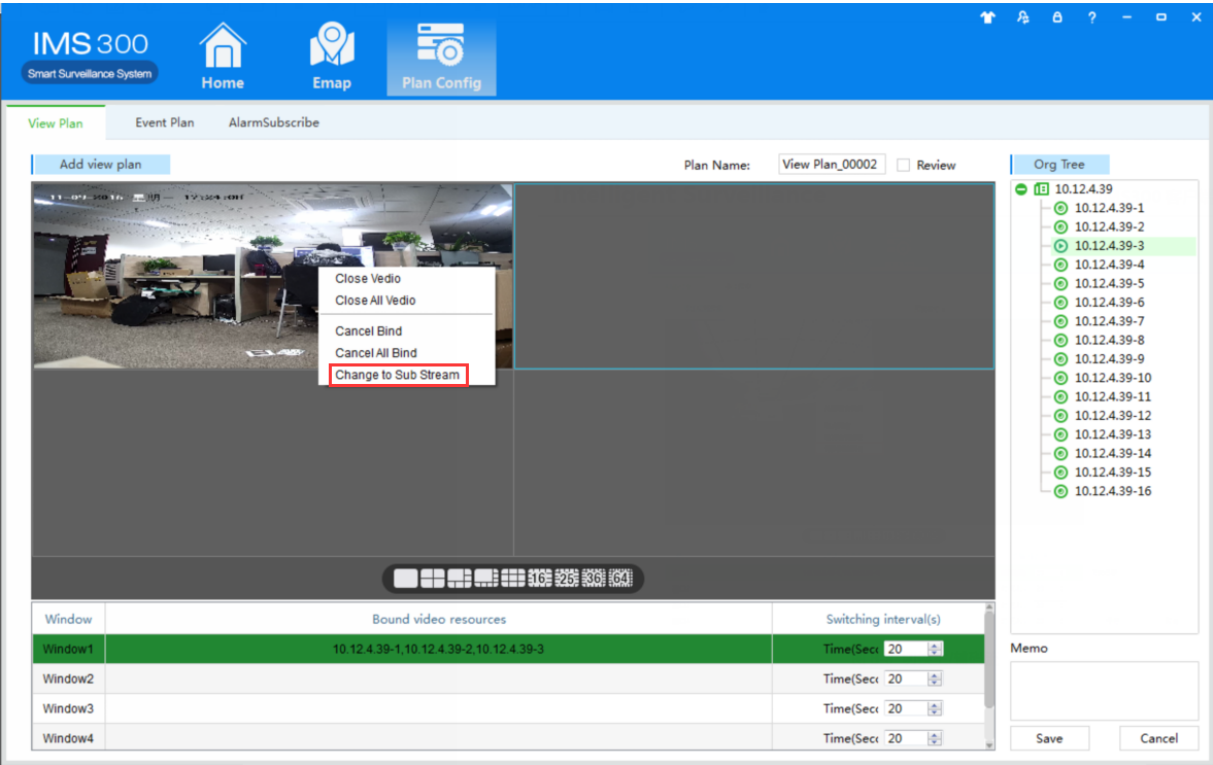 IMS 300
Smart Surveillance System
Home
Emap
Plan Config
?
View Plan
Event Plan
AlarmSubscribe
Add view plan
Plan Name:
View Plan_00002
Review
Org Tree
星期一
Close Vedio
Close All Vedio
Cancel Bind
Cancel All Bind
Change to Sub Stream
10.12.4.39
10.12.4.39-1
10.12.4.39-2
10.12.4.39-3
10.12.4.39-4
10.12.4.39-5
10.12.4.39-6
10.12.4.39-7
10.12.4.39-8
10.12.4.39-9
10.12.4.39-10
10.12.4.39-11
10.12.4.39-12
10.12.4.39-13
10.12.4.39-14
10.12.4.39-15
10.12.4.39-16
16 25 36 64
Window Bound video resources Switching interval(s)
Window1 10.12.4.39-1,10.12.4.39-2,10.12.4.39-3 Time(Sec 20
Window2 Time(Sec 20
Window3 Time(Sec 20
Window4 Time(Sec 20
Memo
Save
Cancel